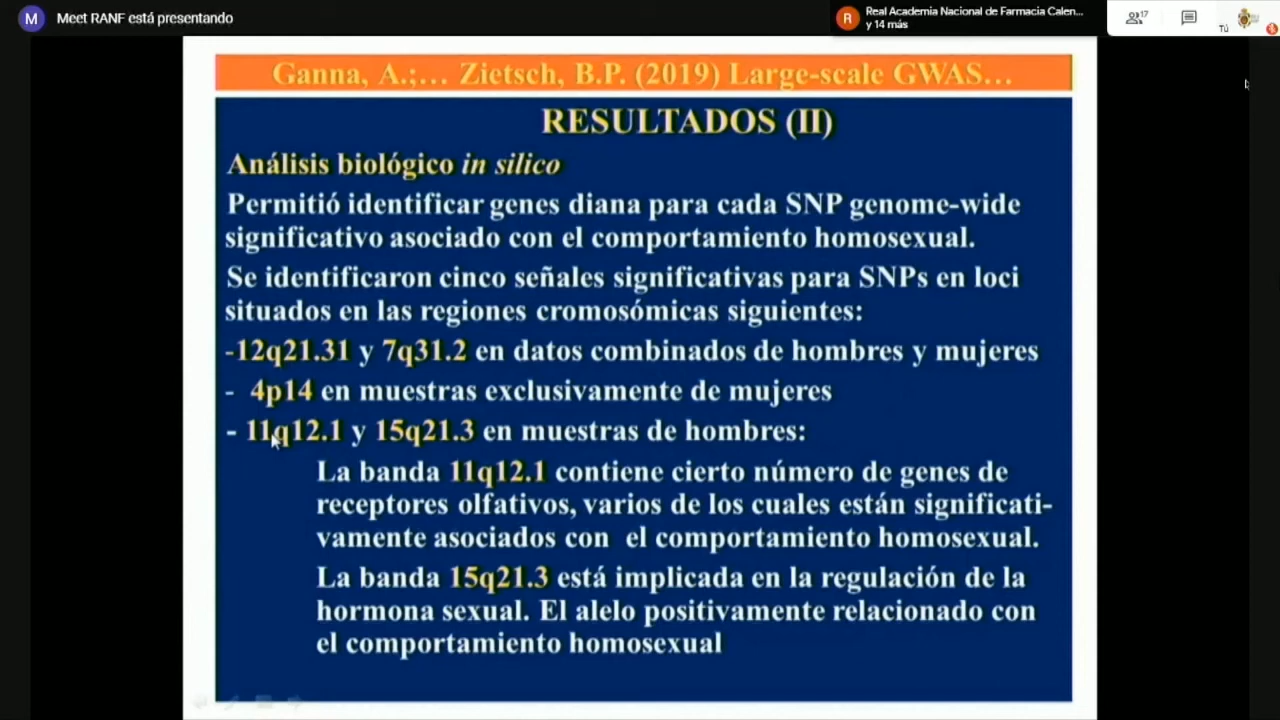 M Meet RANF está presentando
R Real Academia Nacional de Farmacia Calen...
y 14 más
17
Tú
Ganna, A.;... Zietsch, B.P. (2019) Large-scale GWAS...
RESULTADOS (II)
Análisis biológico in silico
Permitió identificar genes diana para cada SNP genome-wide
significativo asociado con el comportamiento homosexual.
Se identificaron cinco señales significativas para SNPs en loci
situados en las regiones cromosómicas siguientes:
-12q21.31 y 7q31.2 en datos combinados de hombres y mujeres
- 4p14 en muestras exclusivamente de mujeres
- 11q12.1 y 15q21.3 en muestras de hombres:
La banda 11q12.1 contiene cierto número de genes de
receptores olfativos, varios de los cuales están significati-
vamente asociados con el comportamiento homosexual.
La banda 15q21.3 está implicada en la regulación de la
hormona sexual. El alelo positivamente relacionado con
el comportamiento homosexual